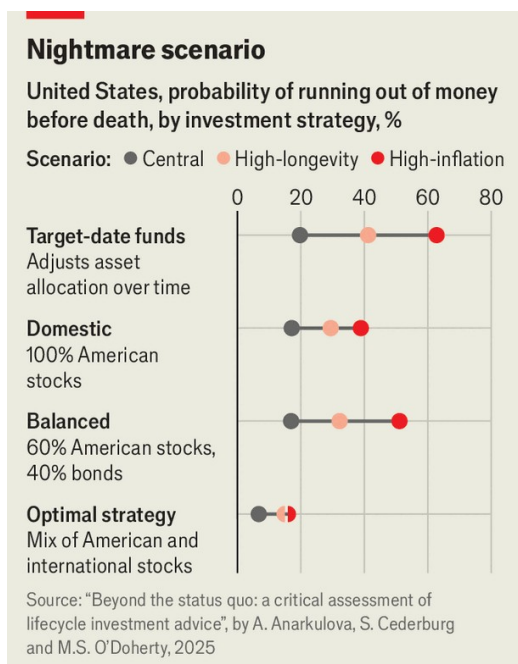 Nightmare scenario
United States, probability of running out of money
before death, by investment strategy, %
Scenario: Central High-longevity High-inflation
0 20 40 60 80
Target-date funds
Adjusts asset
allocation over time
Domestic
100% American
stocks
Balanced
60% American stocks,
40% bonds
Optimal strategy
Mix of American and
international stocks
Source: “Beyond the status quo: a critical assessment of
lifecycle investment advice”, by A. Anarkulova, S. Cederburg
and M.S. O’Doherty, 2025